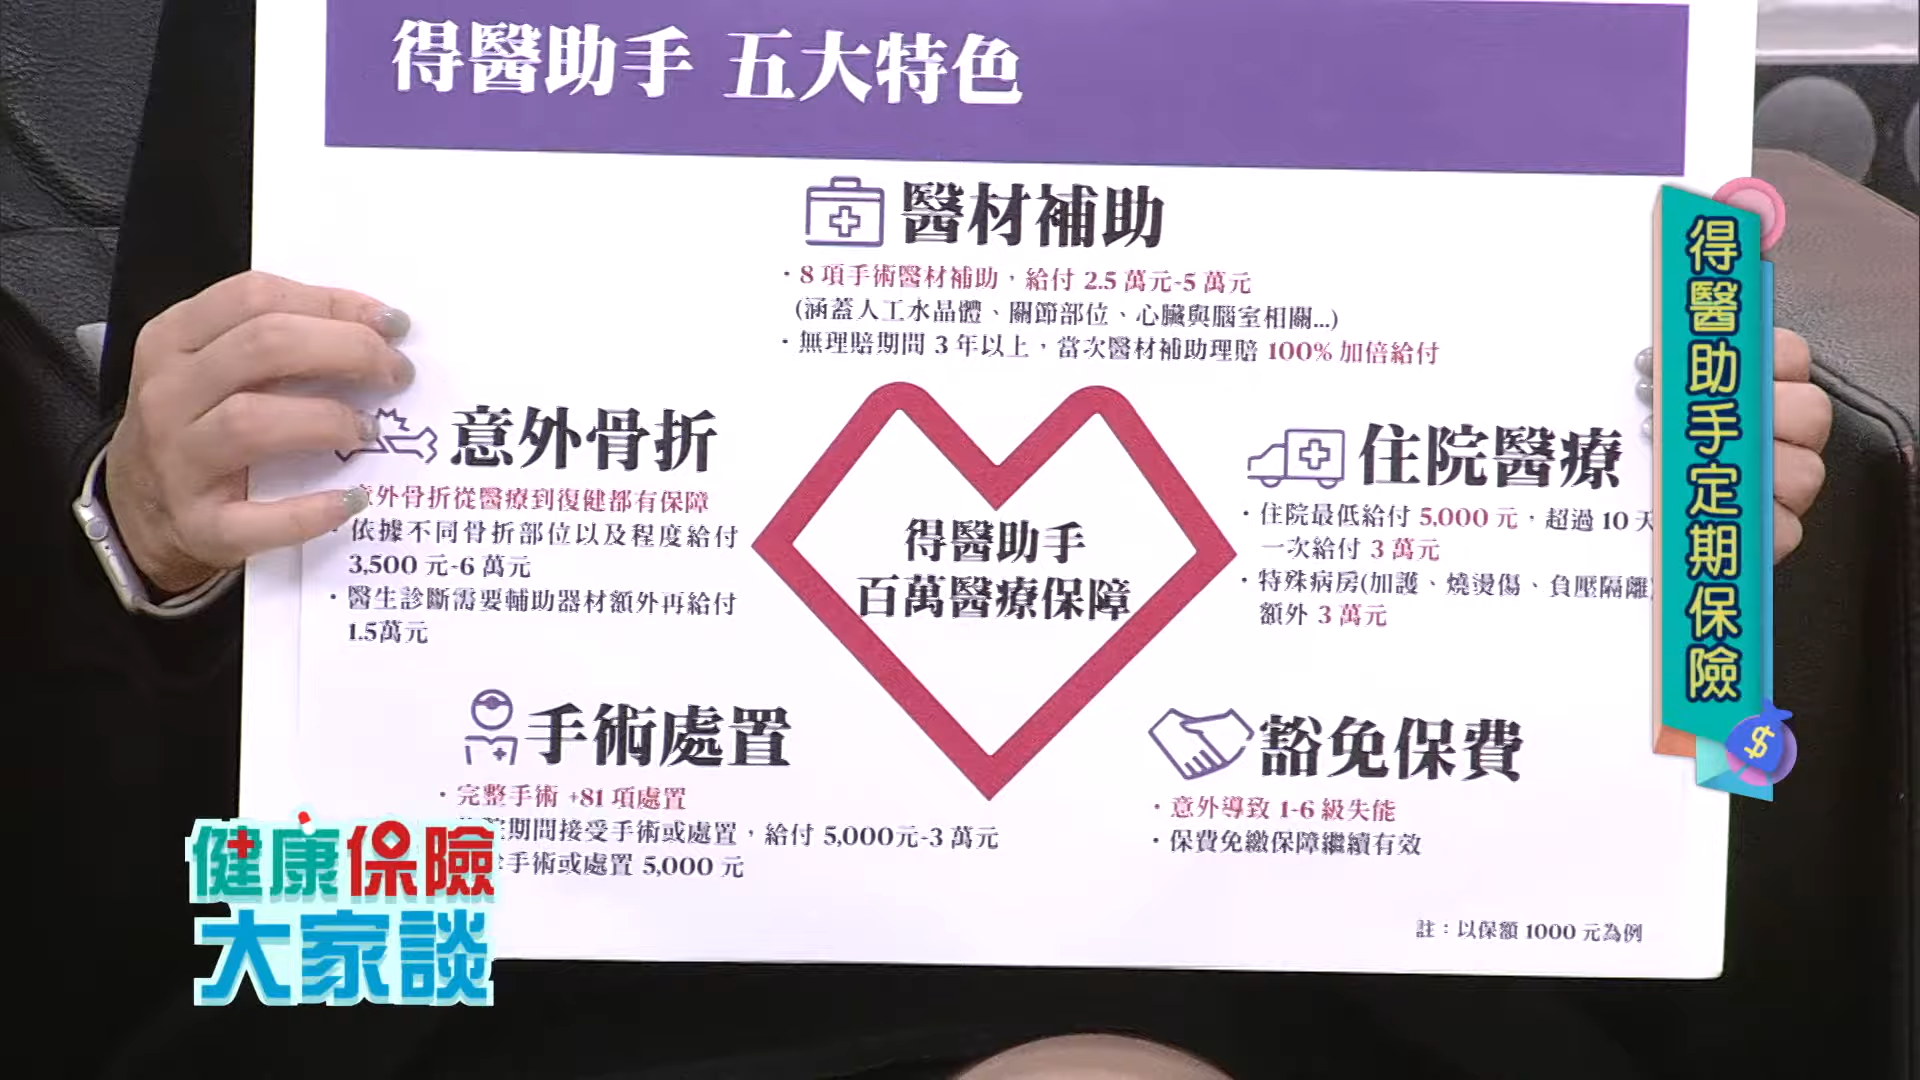 得醫助手 五大特色
醫材補助
・8 項手術醫材補助，給付 2.5 萬元-5 萬元
(涵蓋人工水晶體、關節部位、心臟與腦室相關...)
・無理賠期間 3 年以上，當次醫材補助理賠 100% 加倍給付
意外骨折
意外骨折從醫療到復健都有保障
・依據不同骨折部位以及程度給付
3,500 元-6 萬元
・醫生診斷需要輔助器材額外再給付
1.5萬元
得醫助手
百萬醫療保障
住院醫療
・住院最低給付 5,000 元，超過 10 天
一次給付 3 萬元
・特殊病房(加護、燒燙傷、負壓隔離
額外 3 萬元
手術處置
・完整手術 +81 項處置
期間接受手術或處置，給付 5,000元-3 萬元
手術或處置 5,000 元
豁免保費
・意外導致 1-6 級失能
・保費免繳保障繼續有效
註：以保額 1000 元為例
得醫助手定期保險
$
健康保險
大家談